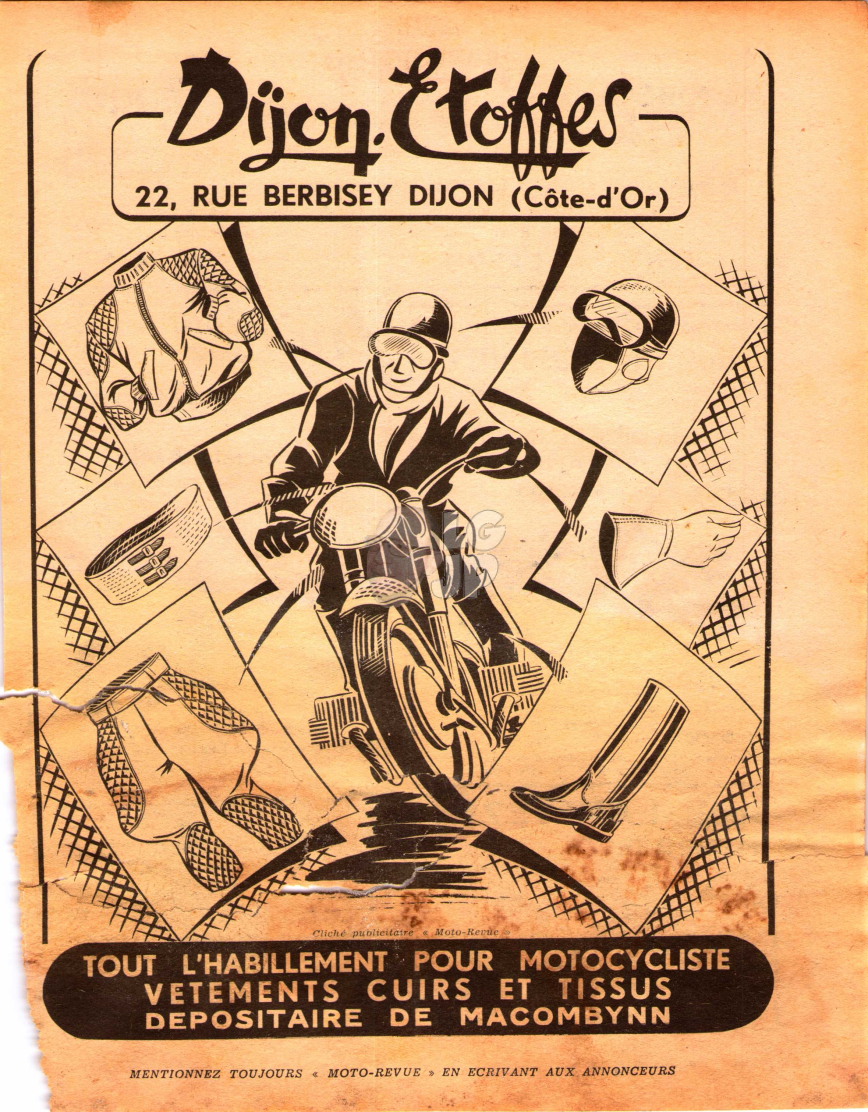 Dijon-Etoffes
22, RUE BERBISEY DIJON (Côte-d'Or)
Cliché publicitaire « Moto-Revue »
TOUT L'HABILLEMENT POUR MOTOCYCLISTE
VETEMENTS CUIRS ET TISSUS
DEPOSITAIRE DE MACOMBYNN
MENTIONNEZ TOUJOURS « MOTO-REVUE » EN ECRIVANT AUX ANNONCEURS